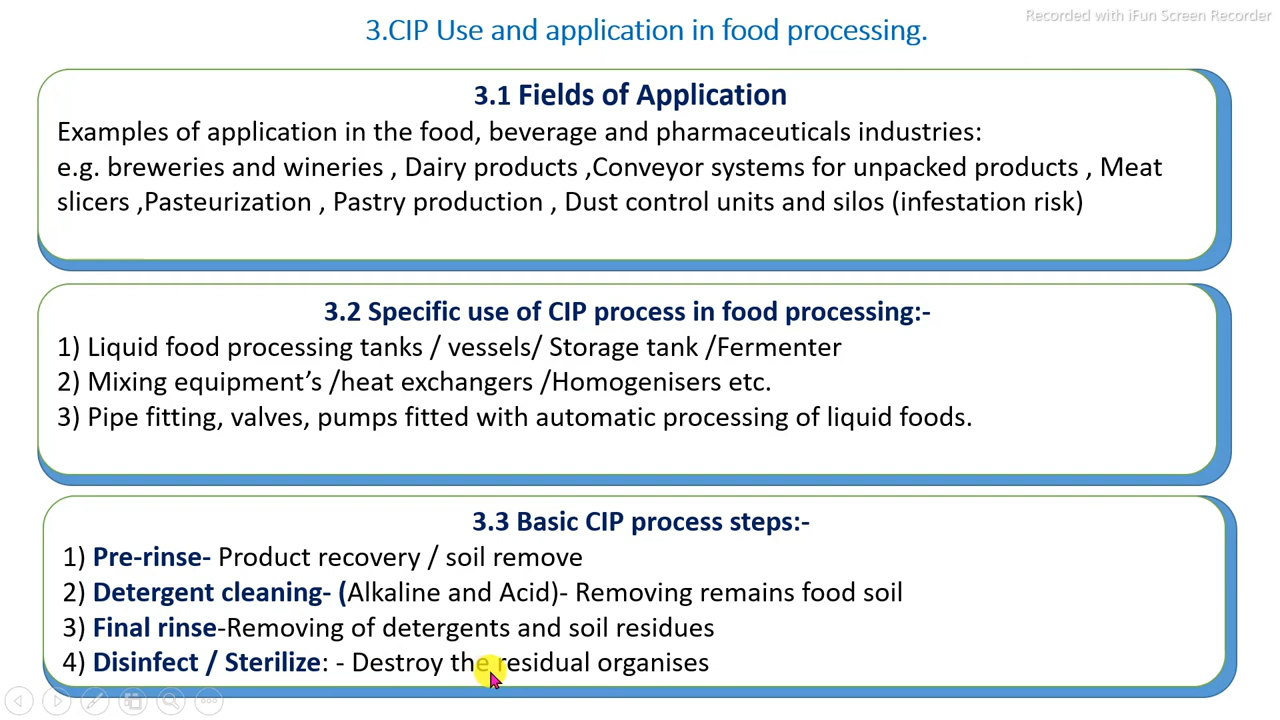 Recorded with iFun Screen Recorder
3.CIP Use and application in food processing.
3.1 Fields of Application
Examples of application in the food, beverage and pharmaceuticals industries:
e.g. breweries and wineries , Dairy products ,Conveyor systems for unpacked products , Meat
slicers ,Pasteurization , Pastry production , Dust control units and silos (infestation risk)
3.2 Specific use of CIP process in food processing:-
1) Liquid food processing tanks / vessels/ Storage tank /Fermenter
2) Mixing equipment’s /heat exchangers /Homogenisers etc.
3) Pipe fitting, valves, pumps fitted with automatic processing of liquid foods.
3.3 Basic CIP process steps:-
1) Pre-rinse- Product recovery / soil remove
2) Detergent cleaning- (Alkaline and Acid)- Removing remains food soil
3) Final rinse-Removing of detergents and soil residues
4) Disinfect / Sterilize: - Destroy the residual organises